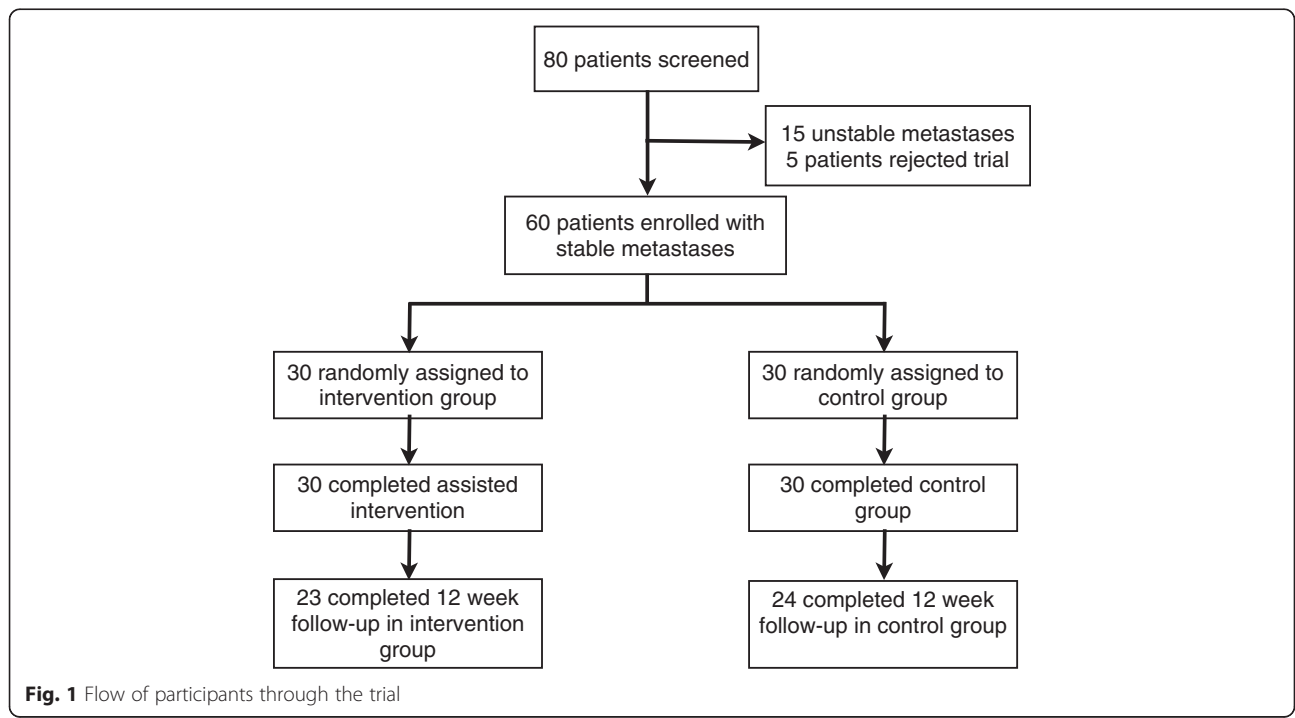 80 patients screened
15 unstable metastases
5 patients rejected trial
60 patients enrolled with
stable metastases
30 randomly assigned to
intervention group
30 randomly assigned to
control group
30 completed assisted
intervention
30 completed control
group
23 completed 12 week
follow-up in intervention
group
24 completed 12 week
follow-up in control group
Fig. 1 Flow of participants through the trial